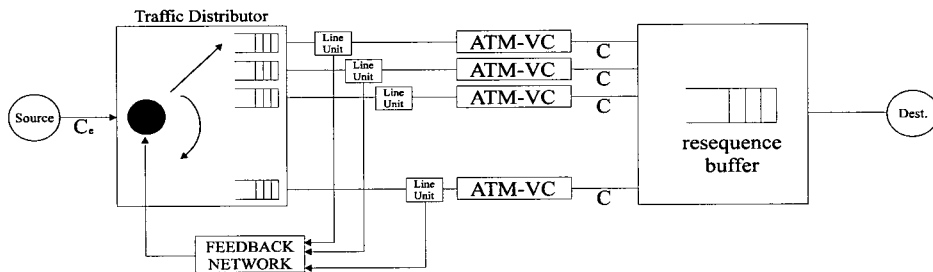 Traffic Distributor
Line
Unit
ATM-VC
C
Line
Unit
ATM-VC
C
Line
Unit
ATM-VC
C
Source
C e
Dest.
resequence
buffer
Line
Unit
ATM-VC
C
FEEDBACK
NETWORK